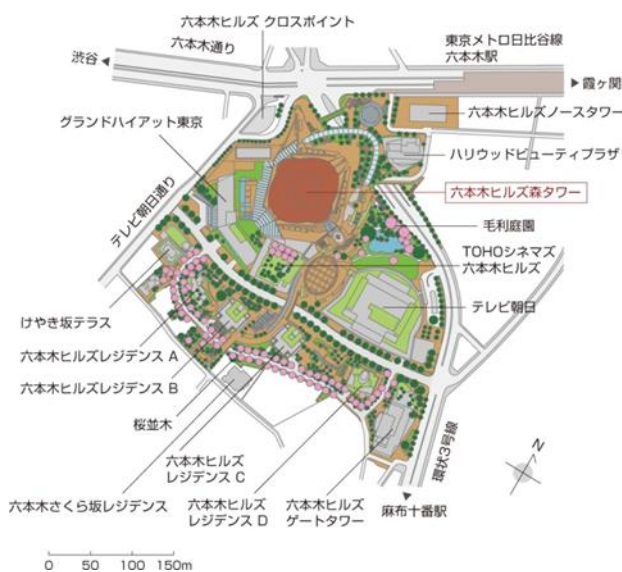 六本木ヒルズ クロスポイント
六本木通り
渋谷
東京メトロ日比谷線
六本木駅
霞ヶ関
六本木ヒルズノースタワー
グランドハイアット東京
ハリウッドビューティプラザ
六本木ヒルズ森タワー
テレビ朝日通り
毛利庭園
TOHOシネマズ
六本木ヒルズ
テレビ朝日
けやき坂テラス
六本木ヒルズレジデンス A
六本木ヒルズレジデンス B
桜並木
六本木ヒルズ
レジデンス C
六本木さくら坂レジデンス
六本木ヒルズ
レジデンス D
六本木ヒルズ
ゲートタワー
環状3号線
麻布十番駅
N
0 50 100 150m